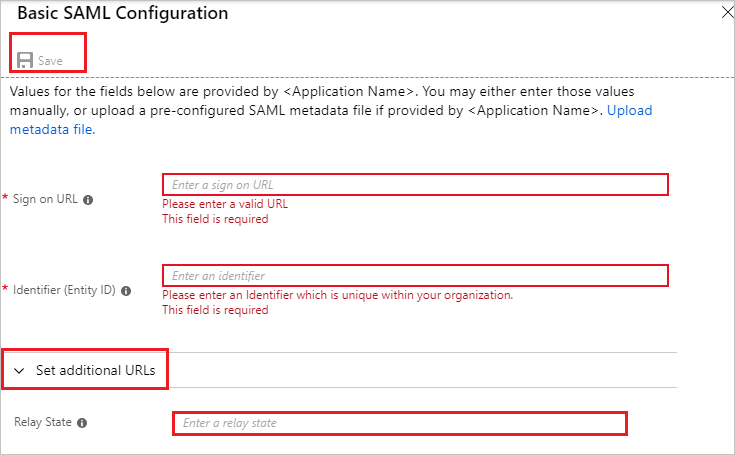 Basic SAML Configuration
Save
Values for the fields below are provided by <Application Name>. You may either enter those values
manually, or upload a pre-configured SAML metadata file if provided by <Application Name>. Upload
metadata file.
Enter a sign on URL
* Sign on URL
Please enter a valid URL
This field is required
Enter an identifier
* Identifier (Entity ID)
Please enter an Identifier which is unique within your organization.
This field is required
Set additional URLs
Relay State
Enter a relay state